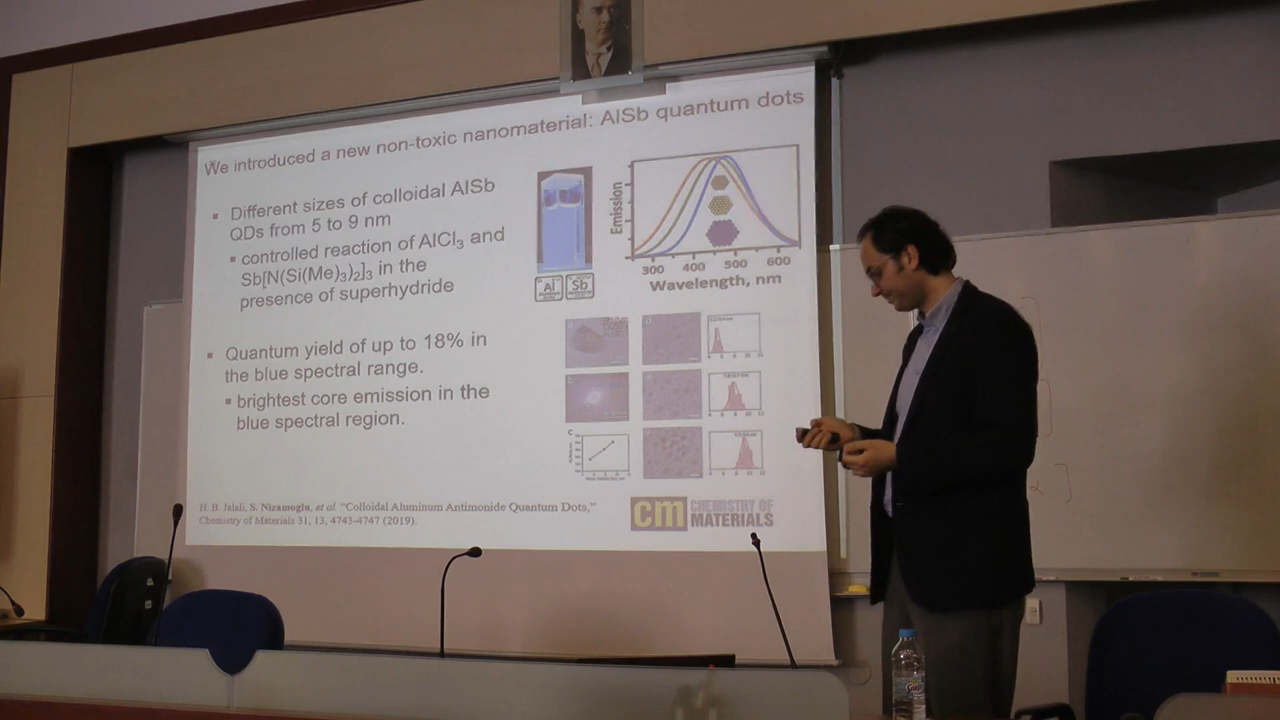 We introduced a new non-toxic nanomaterial: AlSb quantum dots
▪ Different sizes of colloidal AlSb
QDs from 5 to 9 nm
▪ controlled reaction of AlCl₃ and
Sb[N(Si(Me)₃)₂]₃ in the
presence of superhydride
▪ Quantum yield of up to 18% in
the blue spectral range.
▪ brightest core emission in the
blue spectral region.
Emission
300 400 500 600
Wavelength, nm
Al Sb
H. B. Jalali, S. Nizamoglu, et al. "Colloidal Aluminum Antimonide Quantum Dots,"
Chemistry of Materials 31, 13, 4743-4747 (2019).
cm CHEMISTRY OF
MATERIALS